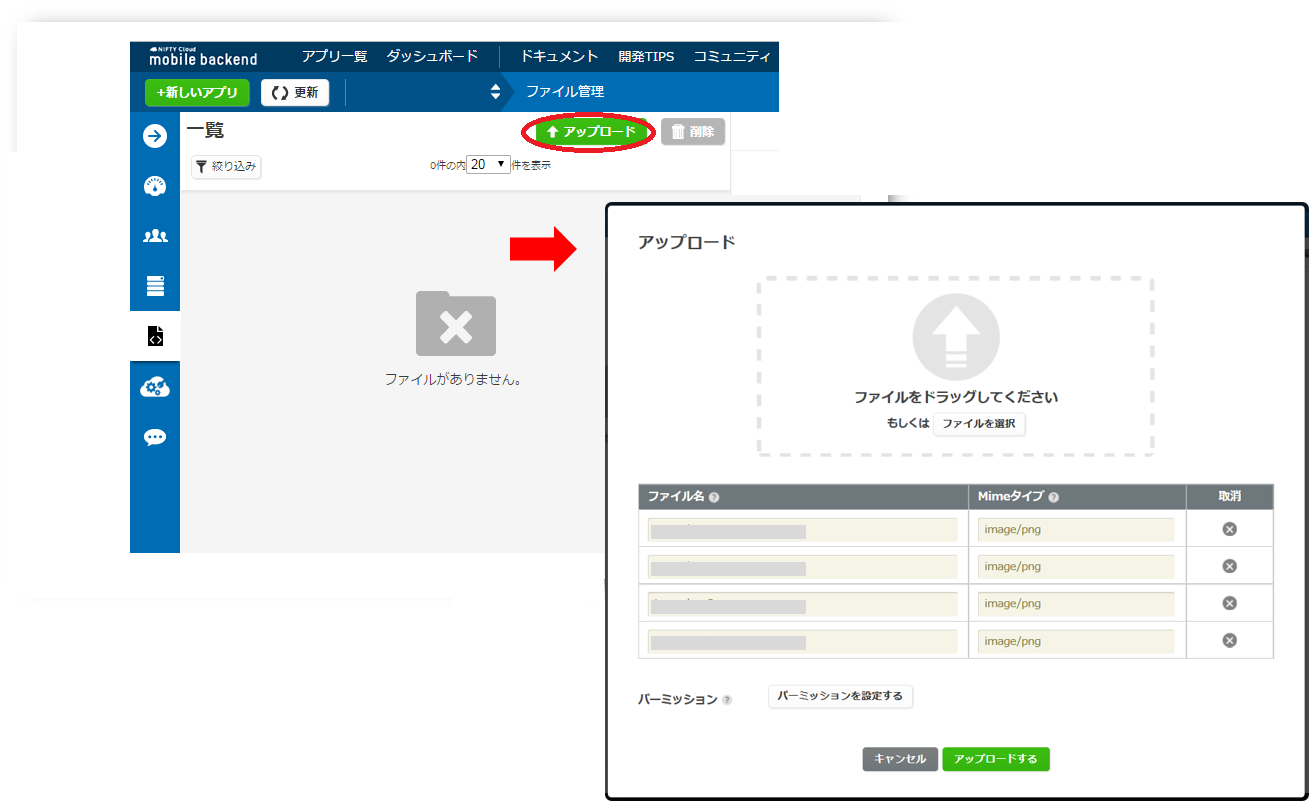 NIFTY Cloud
mobile backend
アプリ一覧 ダッシュボード ドキュメント 開発TIPS コミュニティ
+新しいアプリ 更新 ファイル管理
一覧
アップロード 削除
絞り込み 0件の内 20 件を表示
ファイルがありません。
アップロード
ファイルをドラッグしてください
もしくは ファイルを選択
ファイル名 Mimeタイプ 取消
image/png
image/png
image/png
image/png
パーミッション パーミッションを設定する
キャンセル アップロードする